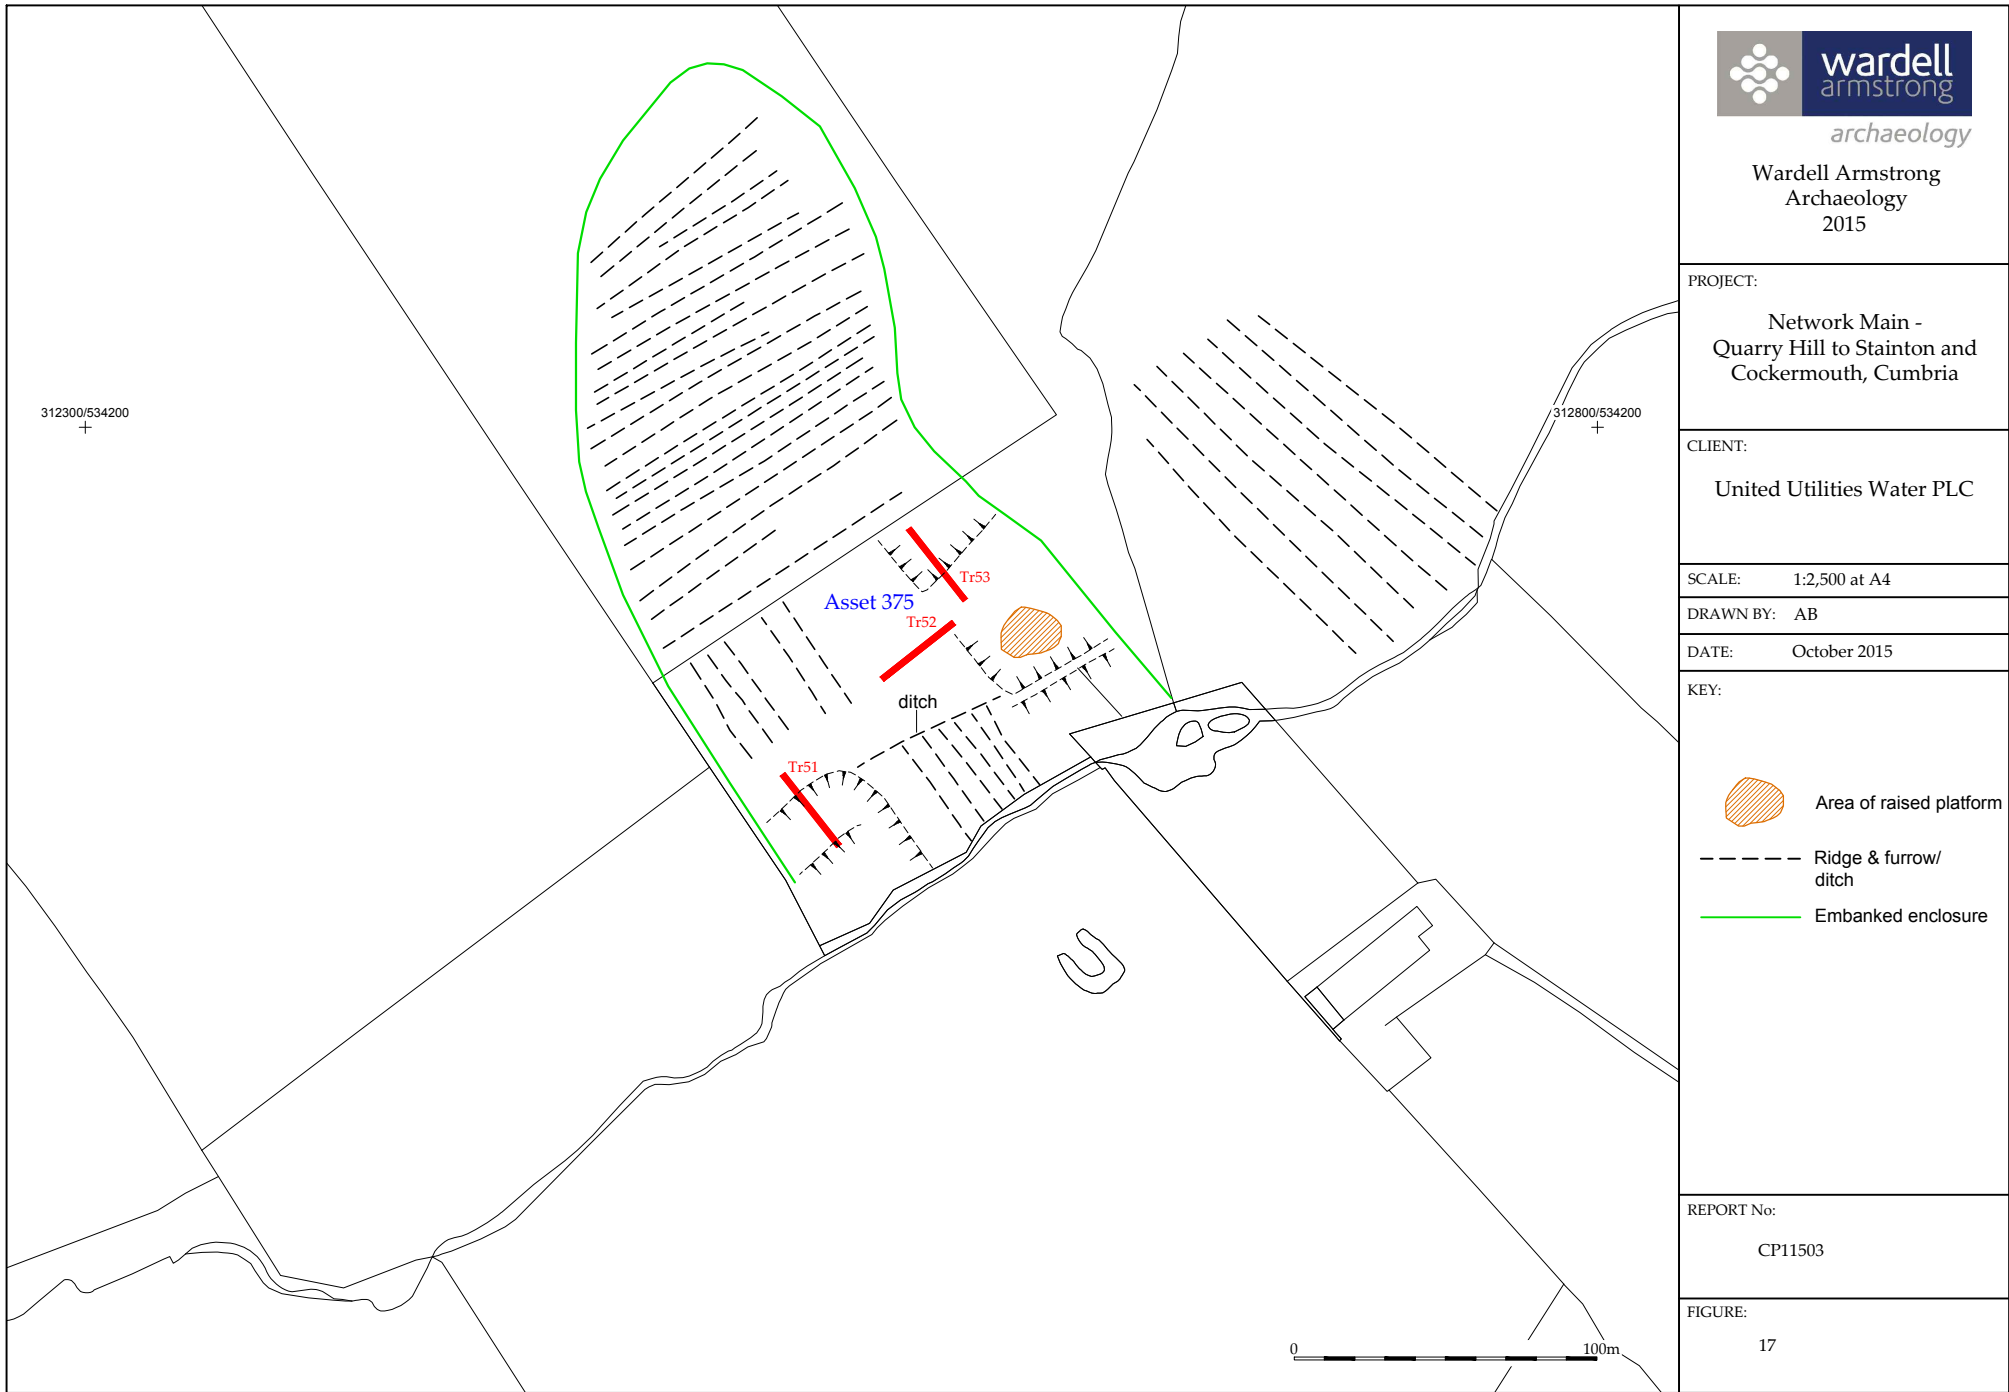 312300/534200
312800/534200
Tr53
Asset 375
Tr52
ditch
Tr51
0 100m
wardell
armstrong
archaeology
Wardell Armstrong
Archaeology
2015
PROJECT:
Network Main -
Quarry Hill to Stainton and
Cockermouth, Cumbria
CLIENT:
United Utilities Water PLC
SCALE: 1:2,500 at A4
DRAWN BY: AB
DATE: October 2015
KEY:
Area of raised platform
Ridge & furrow/
ditch
Embanked enclosure
REPORT No:
CP11503
FIGURE:
17